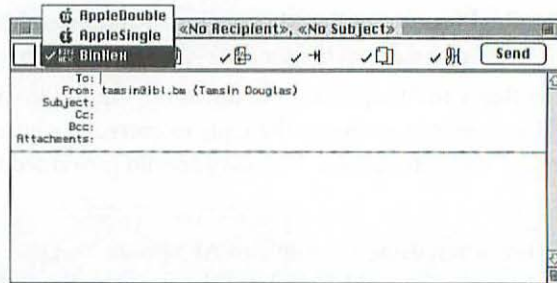 AppleDouble
AppleSingle
BinHex
«No Recipient», «No Subject»
Send
To:
From: tamsin@ibl.bm (Tamsin Douglas)
Subject:
Cc:
Bcc:
Attachments: